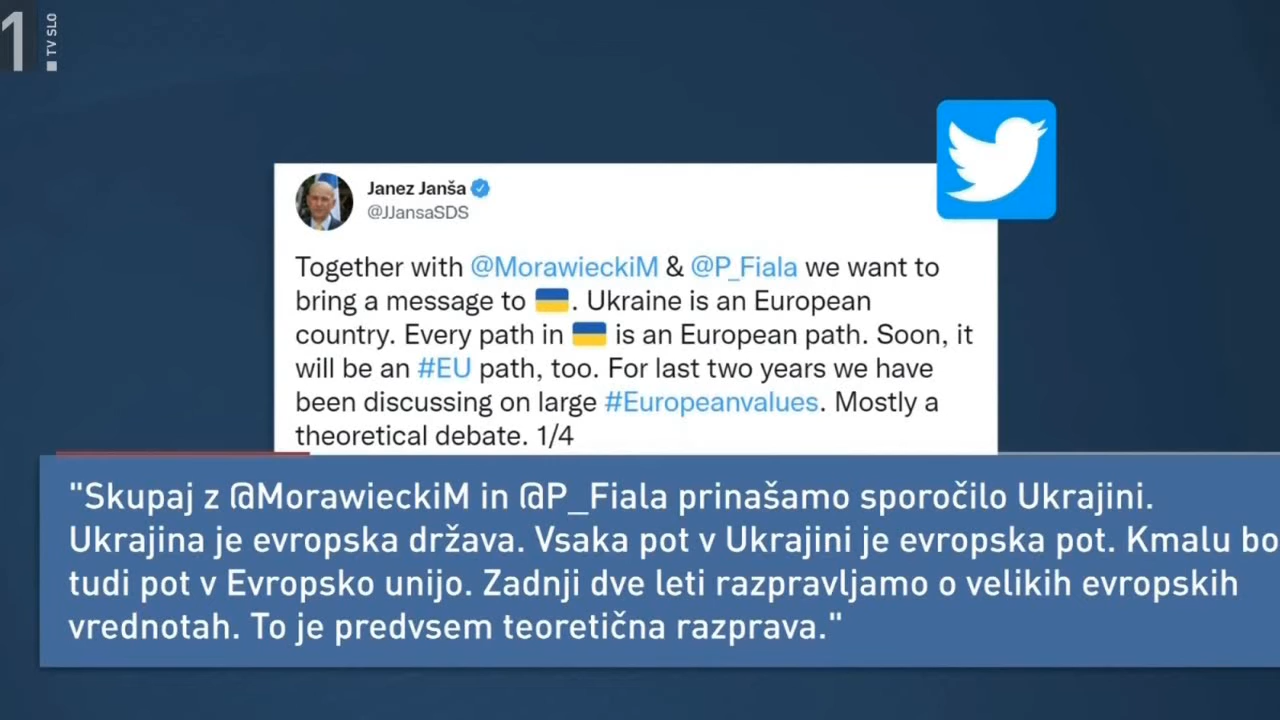 1.
TV SLO
Janez Janša
@JJansaSDS
Together with @MorawieckiM & @P_Fiala we want to
bring a message to 🇺🇦. Ukraine is an European
country. Every path in 🇺🇦 is an European path. Soon, it
will be an #EU path, too. For last two years we have
been discussing on large #Europeanvalues. Mostly a
theoretical debate. 1/4
"Skupaj z @MorawieckiM in @P_Fiala prinašamo sporočilo Ukrajini.
Ukrajina je evropska država. Vsaka pot v Ukrajini je evropska pot. Kmalu bo
tudi pot v Evropsko unijo. Zadnji dve leti razpravljamo o velikih evropskih
vrednotah. To je predvsem teoretična razprava."